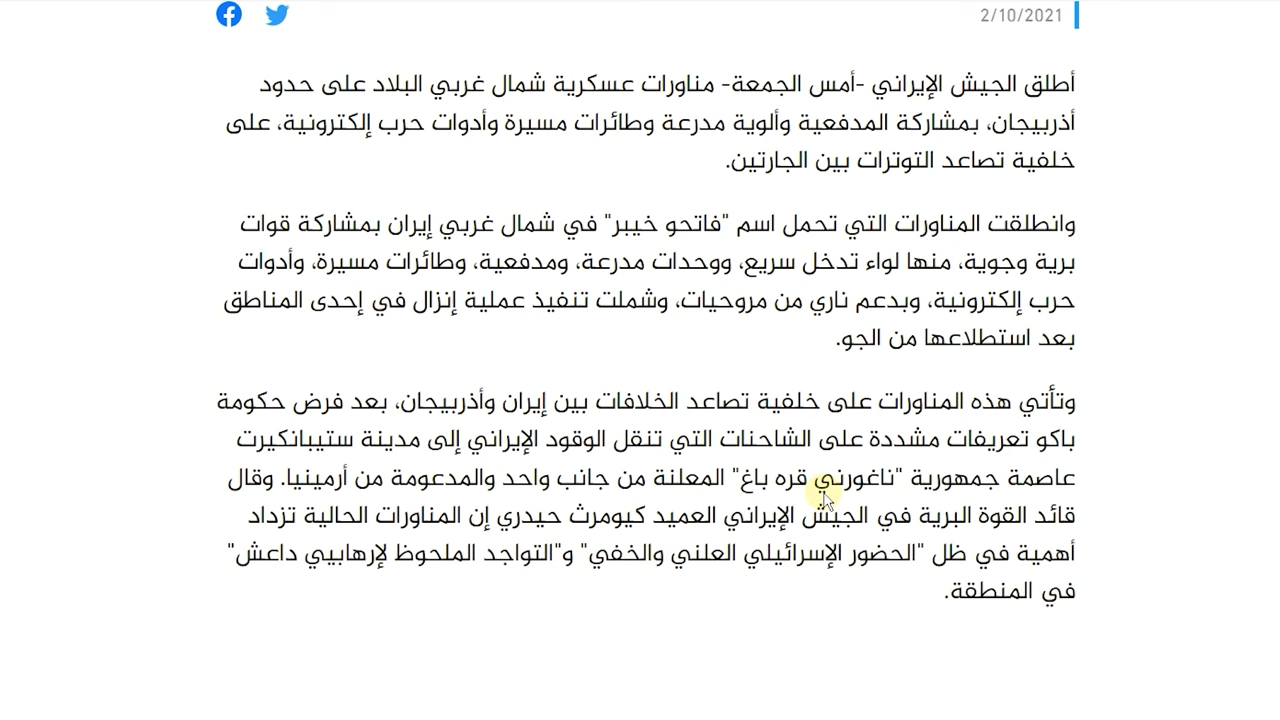 2/10/2021
أطلق الجيش الإيراني -أمس الجمعة- مناورات عسكرية شمال غربي البلاد على حدود
أذربيجان، بمشاركة المدفعية وألوية مدرعة وطائرات مسيرة وأدوات حرب إلكترونية، على
خلفية تصاعد التوترات بين الجارتين.
وانطلقت المناورات التي تحمل اسم "فاتحو خيبر" في شمال غربي إيران بمشاركة قوات
برية وجوية، منها لواء تدخل سريع، ووحدات مدرعة، ومدفعية، وطائرات مسيرة، وأدوات
حرب إلكترونية، وبدعم ناري من مروحيات، وشملت تنفيذ عملية إنزال في إحدى المناطق
بعد استطلاعها من الجو.
وتأتي هذه المناورات على خلفية تصاعد الخلافات بين إيران وأذربيجان، بعد فرض حكومة
باكو تعريفات مشددة على الشاحنات التي تنقل الوقود الإيراني إلى مدينة ستيبانكيرت
عاصمة جمهورية "ناغورني قره باغ" المعلنة من جانب واحد والمدعومة من أرمينيا. وقال
قائد القوة البرية في الجيش الإيراني العميد كيومرث حيدري إن المناورات الحالية تزداد
أهمية في ظل "الحضور الإسرائيلي العلني والخفي" و"التواجد الملحوظ لإرهابيي داعش"
في المنطقة.